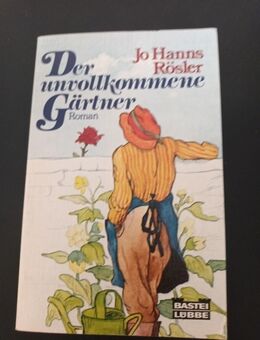 Jo Hanns
Rösler
Der
unvollkommene
Gärtner
Roman
BASTEI
LÜBBE